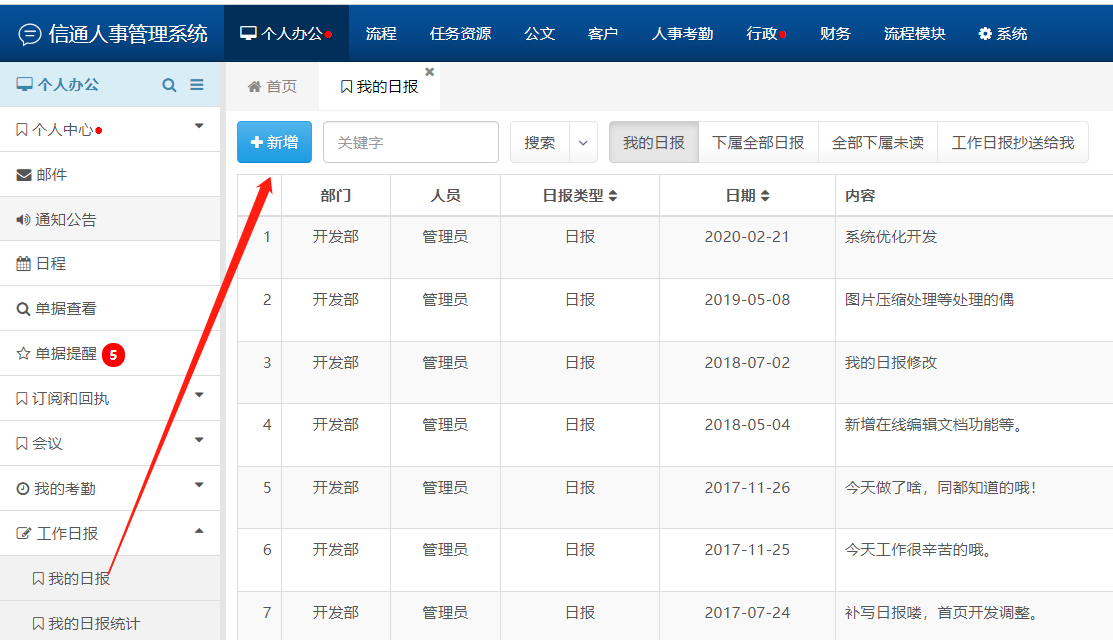 信通人事管理系统 个人办公 流程 任务资源 公文 客户 人事考勤 行政 财务 流程模块 系统
个人办公
个人中心
邮件
通知公告
日程
单据查看
单据提醒 5
订阅和回执
会议
我的考勤
工作日报
我的日报
我的日报统计
首页 我的日报
新增 关键字 搜索 我的日报 下属全部日报 全部下属未读 工作日报抄送给我
部门 人员 日报类型 日期 内容
1 开发部 管理员 日报 2020-02-21 系统优化开发
2 开发部 管理员 日报 2019-05-08 图片压缩处理等处理的偶
3 开发部 管理员 日报 2018-07-02 我的日报修改
4 开发部 管理员 日报 2018-05-04 新增在线编辑文档功能等。
5 开发部 管理员 日报 2017-11-26 今天做了啥，同都知道的哦！
6 开发部 管理员 日报 2017-11-25 今天工作很辛苦的哦。
7 开发部 管理员 日报 2017-07-24 补写日报喽，首页开发调整。